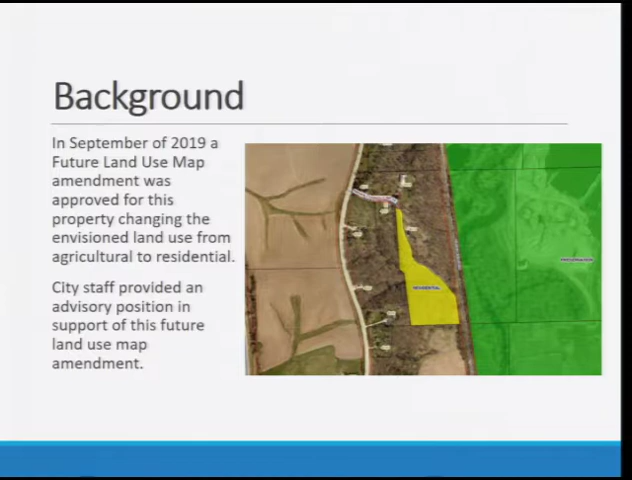 Background
In September of 2019 a
Future Land Use Map
amendment was
approved for this
property changing the
envisioned land use from
agricultural to residential.
City staff provided an
advisory position in
support of this future
land use map
amendment.
RESIDENTIAL